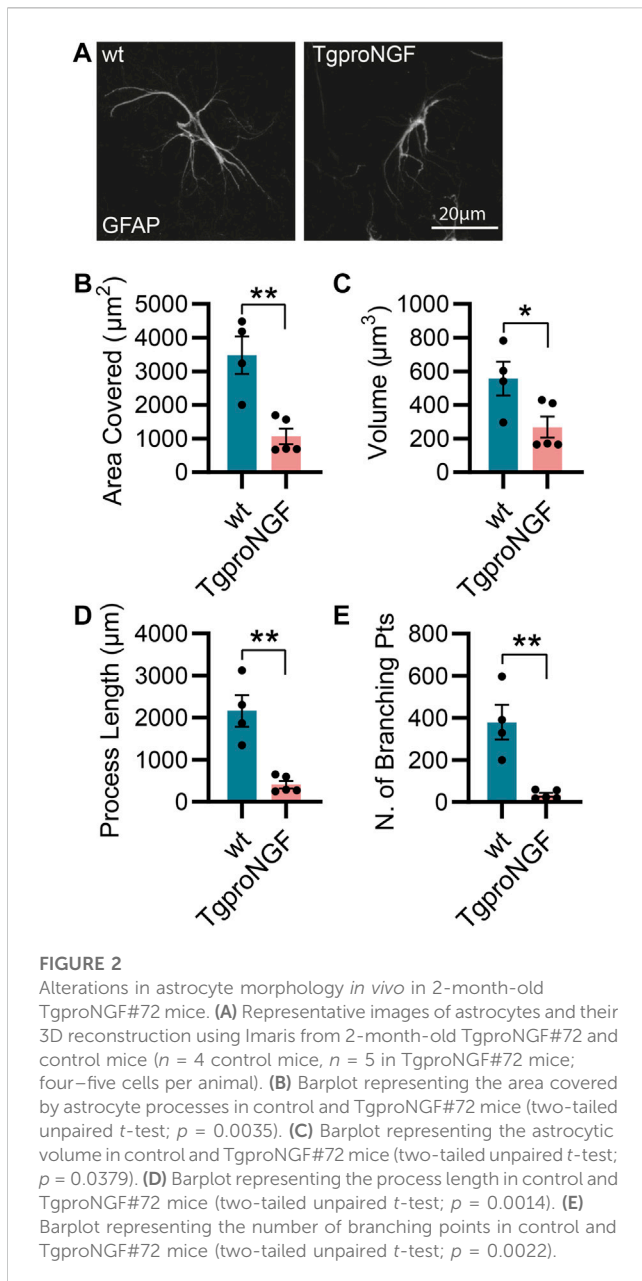 A
wt
TgproNGF
GFAP
20μm
B
Area Covered (μm²)
5000
4000
3000
2000
1000
0
**
wt
TgproNGF
C
Volume (μm³)
1000
800
600
400
200
0
*
wt
TgproNGF
D
Process Length (μm)
4000
3000
2000
1000
0
**
wt
TgproNGF
E
N. of Branching Pts
800
600
400
200
0
**
wt
TgproNGF
FIGURE 2
Alterations in astrocyte morphology in vivo in 2-month-old
TgproNGF#72 mice. (A) Representative images of astrocytes and their
3D reconstruction using Imaris from 2-month-old TgproNGF#72 and
control mice (n = 4 control mice, n = 5 in TgproNGF#72 mice;
four–five cells per animal). (B) Barplot representing the area covered
by astrocyte processes in control and TgproNGF#72 mice (two-tailed
unpaired t-test; p = 0.0035). (C) Barplot representing the astrocytic
volume in control and TgproNGF#72 mice (two-tailed unpaired t-test;
p = 0.0379). (D) Barplot representing the process length in control and
TgproNGF#72 mice (two-tailed unpaired t-test; p = 0.0014). (E)
Barplot representing the number of branching points in control and
TgproNGF#72 mice (two-tailed unpaired t-test; p = 0.0022).